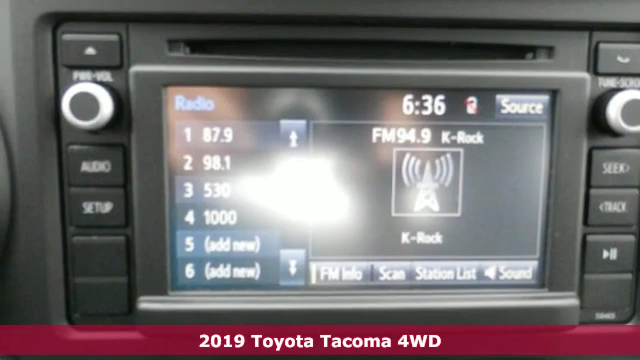 PWR•VOL
TUNE•SCROLL
Radio
6:36
Source
1 87.9
FM 94.9 K-Rock
2 98.1
AUDIO
3 530
SEEK>
SETUP
4 1000
<TRACK
5 (add new)
K-Rock
6 (add new)
FM Info
Scan
Station List
Sound
2019 Toyota Tacoma 4WD